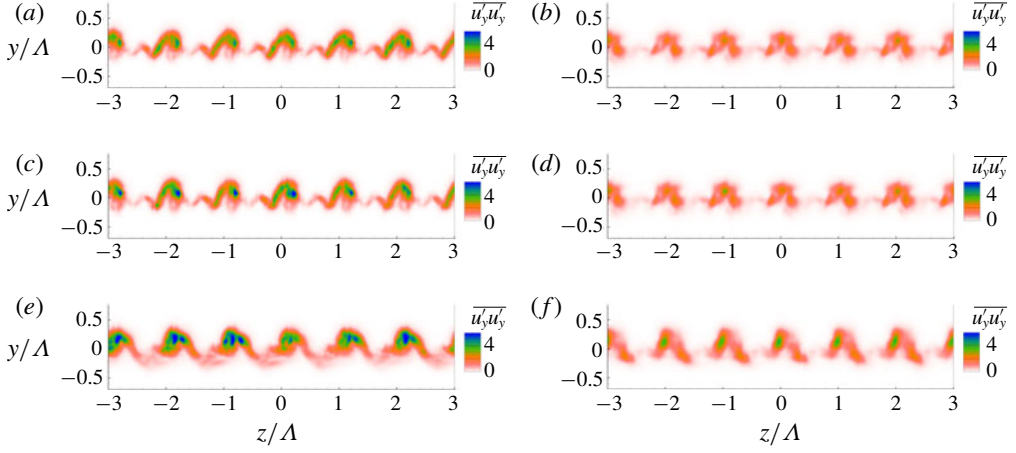 (a) (b)
u′yu′y u′yu′y
0.5 0.5
y/Λ 0 4 0 4
−0.5 0 −0.5 0
−3 −2 −1 0 1 2 3 −3 −2 −1 0 1 2 3
(c) (d)
u′yu′y u′yu′y
0.5 0.5
y/Λ 0 4 0 4
−0.5 0 −0.5 0
−3 −2 −1 0 1 2 3 −3 −2 −1 0 1 2 3
(e) (f)
u′yu′y u′yu′y
0.5 0.5
y/Λ 0 4 0 4
−0.5 0 −0.5 0
−3 −2 −1 0 1 2 3 −3 −2 −1 0 1 2 3
z/Λ z/Λ